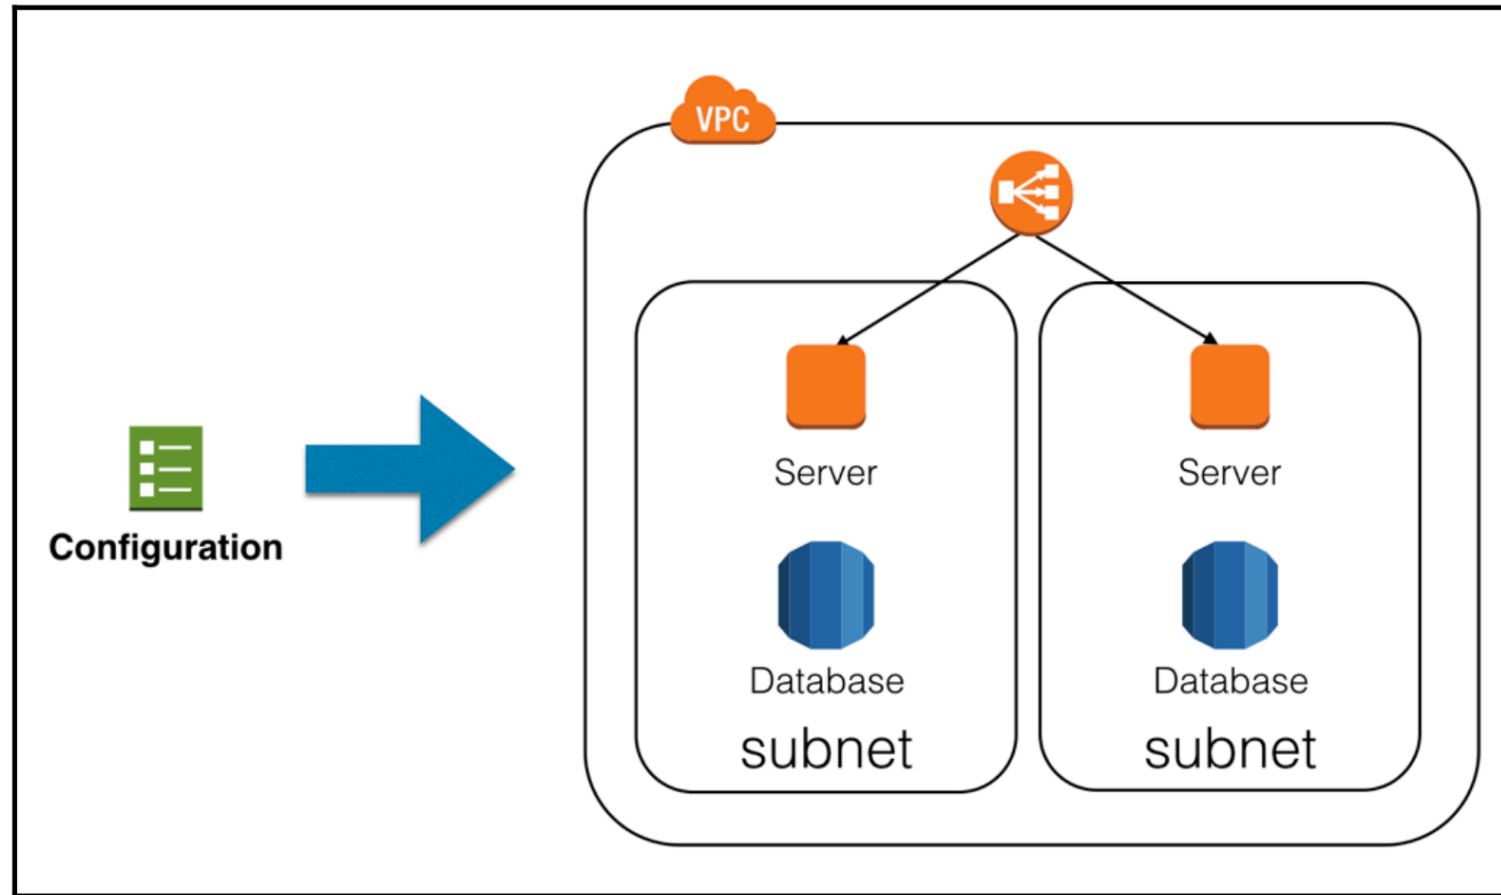 VPC
Server
Server
Configuration
Database
Database
subnet
subnet